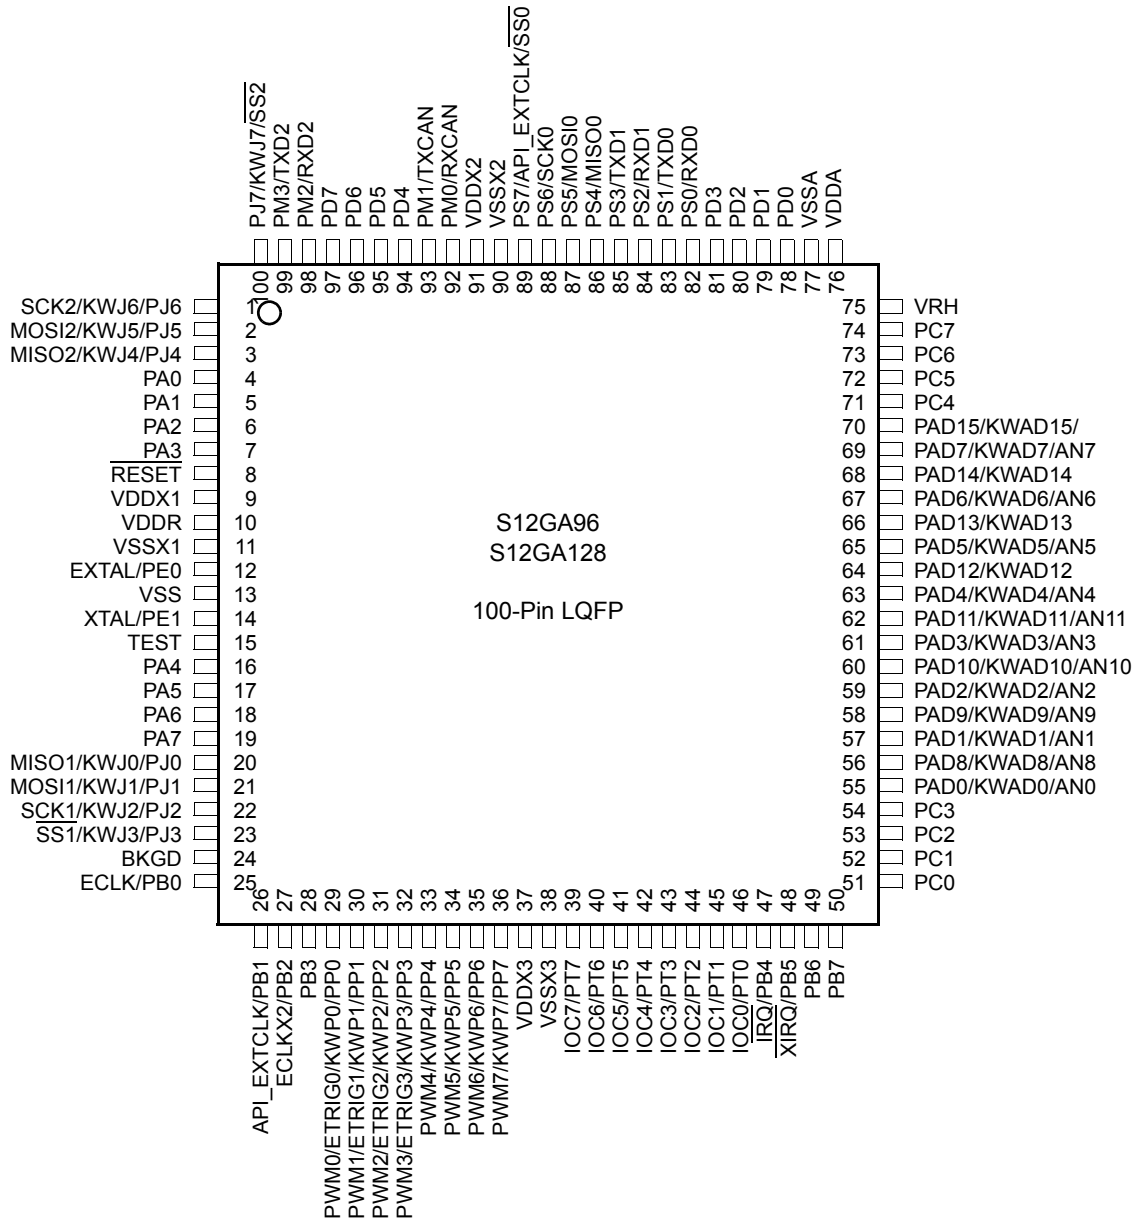 PJ7/KWJ7/SS2
PM3/TXD2
PM2/RXD2
PD7
PD6
PD5
PD4
PM1/TXCAN
PM0/RXCAN
VDDX2
VSSX2
PS7/API_EXTCLK/SS0
PS6/SCK0
PS5/MOSI0
PS4/MISO0
PS3/TXD1
PS2/RXD1
PS1/TXD0
PS0/RXD0
PD3
PD2
PD1
PD0
VSSA
VDDA
100
99
98
97
96
95
94
93
92
91
90
89
88
87
86
85
84
83
82
81
80
79
78
77
76
SCK2/KWJ6/PJ6 1
MOSI2/KWJ5/PJ5 2
MISO2/KWJ4/PJ4 3
PA0 4
PA1 5
PA2 6
PA3 7
RESET 8
VDDX1 9
VDDR 10
VSSX1 11
EXTAL/PE0 12
VSS 13
XTAL/PE1 14
TEST 15
PA4 16
PA5 17
PA6 18
PA7 19
MISO1/KWJ0/PJ0 20
MOSI1/KWJ1/PJ1 21
SCK1/KWJ2/PJ2 22
SS1/KWJ3/PJ3 23
BKGD 24
ECLK/PB0 25
S12GA96
S12GA128
100-Pin LQFP
75 VRH
74 PC7
73 PC6
72 PC5
71 PC4
70 PAD15/KWAD15/
69 PAD7/KWAD7/AN7
68 PAD14/KWAD14
67 PAD6/KWAD6/AN6
66 PAD13/KWAD13
65 PAD5/KWAD5/AN5
64 PAD12/KWAD12
63 PAD4/KWAD4/AN4
62 PAD11/KWAD11/AN11
61 PAD3/KWAD3/AN3
60 PAD10/KWAD10/AN10
59 PAD2/KWAD2/AN2
58 PAD9/KWAD9/AN9
57 PAD1/KWAD1/AN1
56 PAD8/KWAD8/AN8
55 PAD0/KWAD0/AN0
54 PC3
53 PC2
52 PC1
51 PC0
26
27
28
29
30
31
32
33
34
35
36
37
38
39
40
41
42
43
44
45
46
47
48
49
50
API_EXTCLK/PB1
ECLKX2/PB2
PB3
PWM0/ETRIG0/KWP0/PP0
PWM1/ETRIG1/KWP1/PP1
PWM2/ETRIG2/KWP2/PP2
PWM3/ETRIG3/KWP3/PP3
PWM4/KWP4/PP4
PWM5/KWP5/PP5
PWM6/KWP6/PP6
PWM7/KWP7/PP7
VDDX3
VSSX3
IOC7/PT7
IOC6/PT6
IOC5/PT5
IOC4/PT4
IOC3/PT3
IOC2/PT2
IOC1/PT1
IOC0/PT0
IRQ/PB4
XIRQ/PB5
PB6
PB7